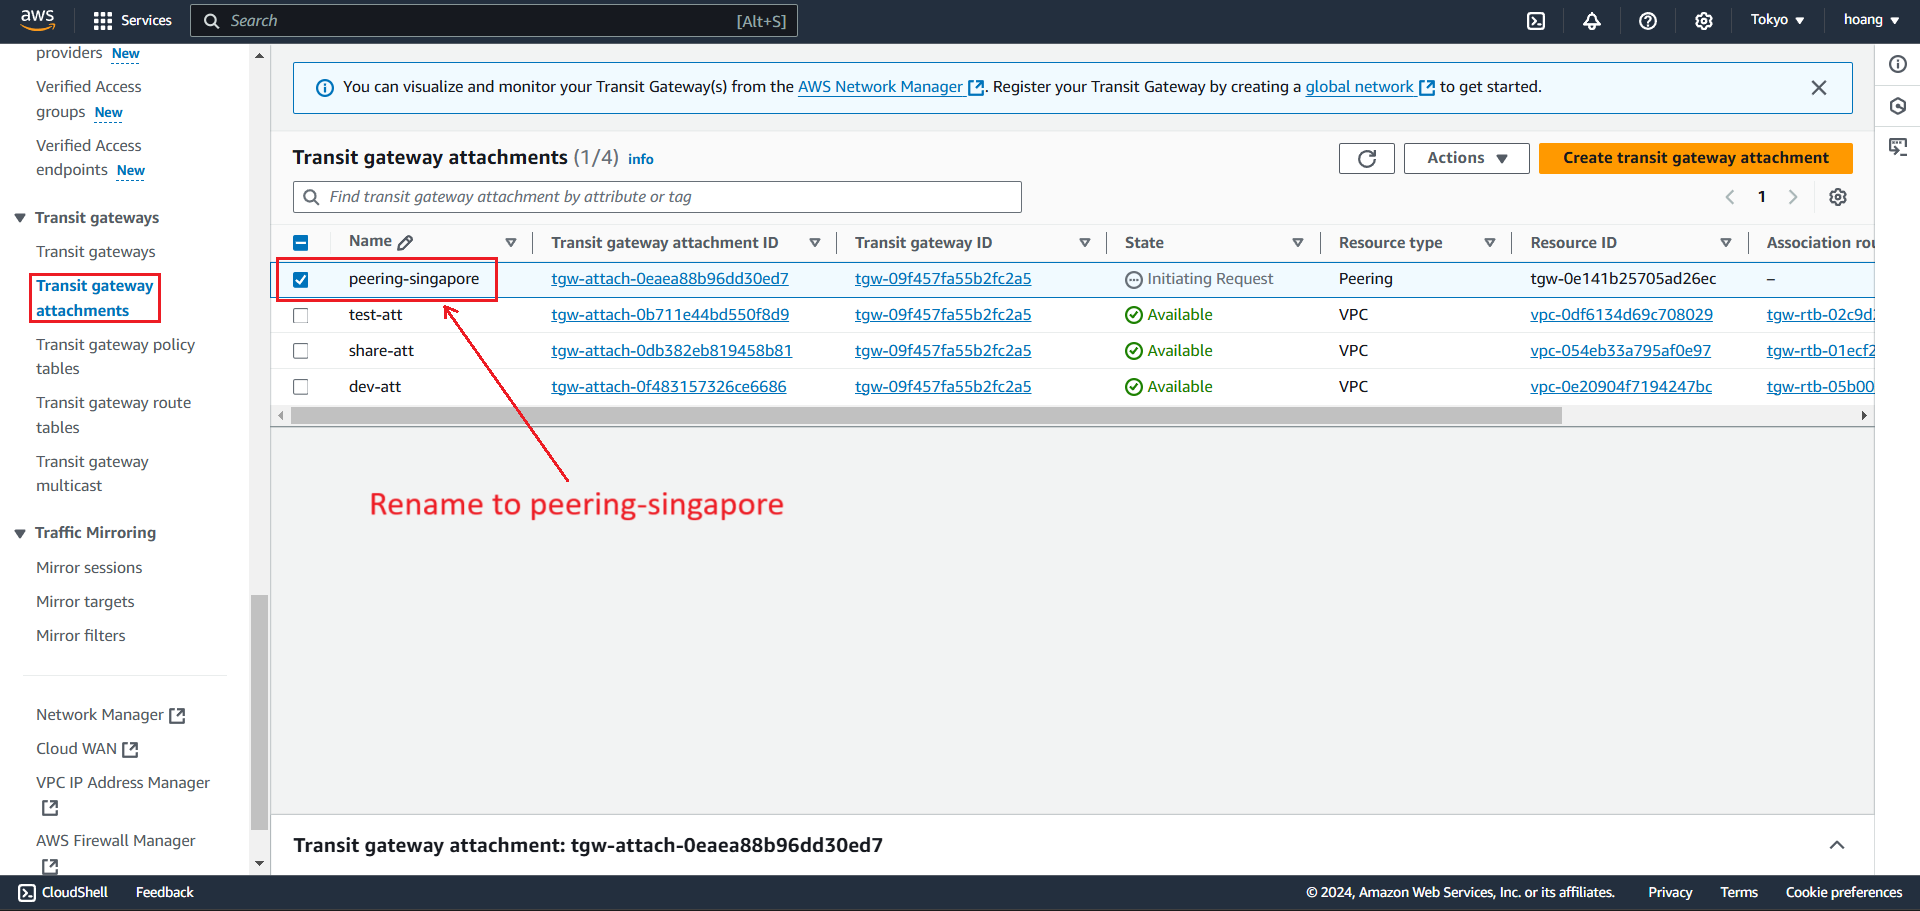 aws
Services
Search
[Alt+S]
Tokyo
hoang
providers New
Verified Access
groups New
Verified Access
endpoints New
Transit gateways
Transit gateways
Transit gateway
attachments
Transit gateway policy
tables
Transit gateway route
tables
Transit gateway
multicast
Traffic Mirroring
Mirror sessions
Mirror targets
Mirror filters
Network Manager
Cloud WAN
VPC IP Address Manager
AWS Firewall Manager
You can visualize and monitor your Transit Gateway(s) from the AWS Network Manager. Register your Transit Gateway by creating a global network to get started.
Transit gateway attachments (1/4) info
Actions
Create transit gateway attachment
Find transit gateway attachment by attribute or tag
1
Name Transit gateway attachment ID Transit gateway ID State Resource type Resource ID Association rou
peering-singapore tgw-attach-0eaea88b96dd30ed7 tgw-09f457fa55b2fc2a5 Initiating Request Peering tgw-0e141b25705ad26ec –
test-att tgw-attach-0b711e44bd550f8d9 tgw-09f457fa55b2fc2a5 Available VPC vpc-0df6134d69c708029 tgw-rtb-02c9d
share-att tgw-attach-0db382eb819458b81 tgw-09f457fa55b2fc2a5 Available VPC vpc-054eb33a795af0e97 tgw-rtb-01ecf2
dev-att tgw-attach-0f483157326ce6686 tgw-09f457fa55b2fc2a5 Available VPC vpc-0e20904f7194247bc tgw-rtb-05b00
Rename to peering-singapore
Transit gateway attachment: tgw-attach-0eaea88b96dd30ed7
CloudShell
Feedback
© 2024, Amazon Web Services, Inc. or its affiliates.
Privacy
Terms
Cookie preferences